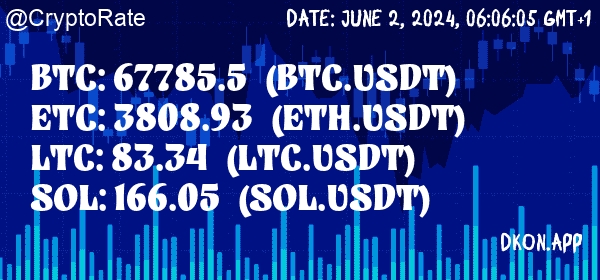 @CryptoRate
DATE: JUNE 2, 2024, 06:06:05 GMT+1
BTC: 67785.5 (BTC.USDT)
ETC: 3808.93 (ETH.USDT)
LTC: 83.34 (LTC.USDT)
SOL: 166.05 (SOL.USDT)
DKON.APP